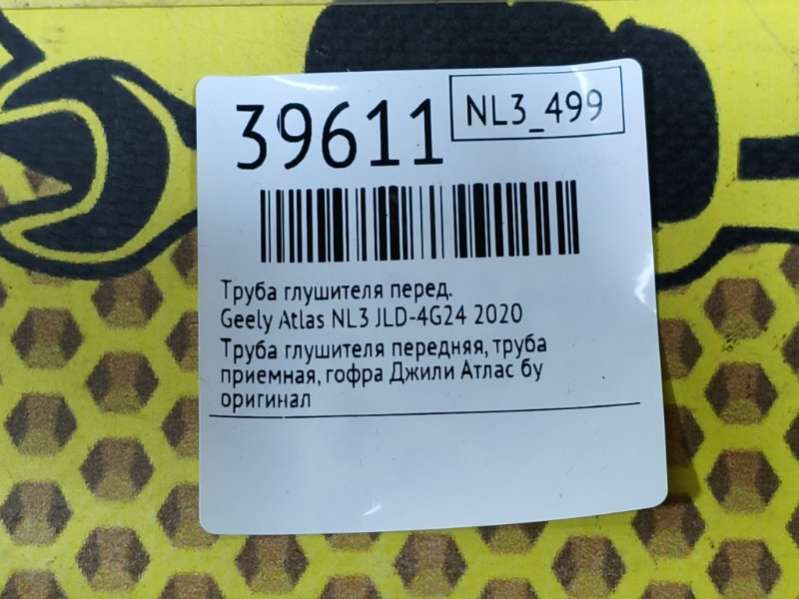 39611
NL3_499
Труба глушителя перед.
Geely Atlas NL3 JLD-4G24 2020
Труба глушителя передняя, труба
приемная, гофра Джили Атлас бу
оригинал